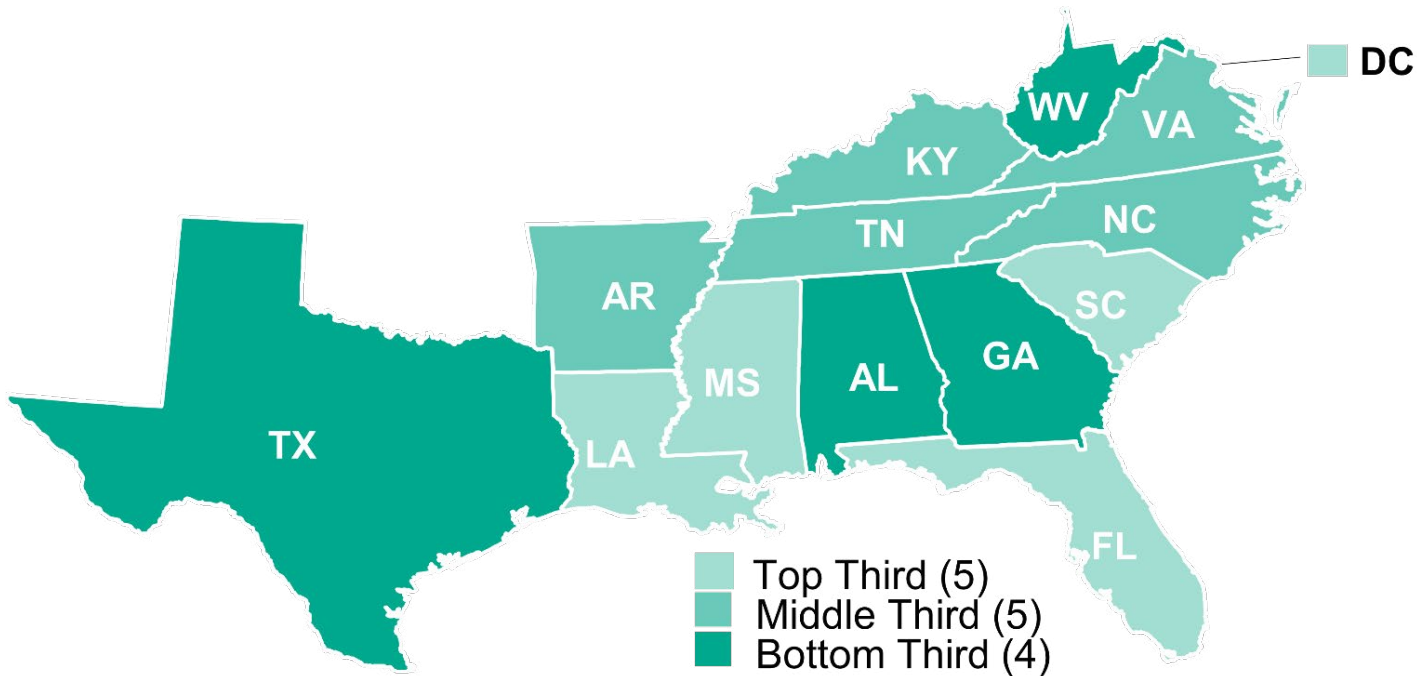 DC
WV
VA
KY
NC
TN
AR
SC
GA
MS
AL
TX
LA
FL
Top Third (5)
Middle Third (5)
Bottom Third (4)